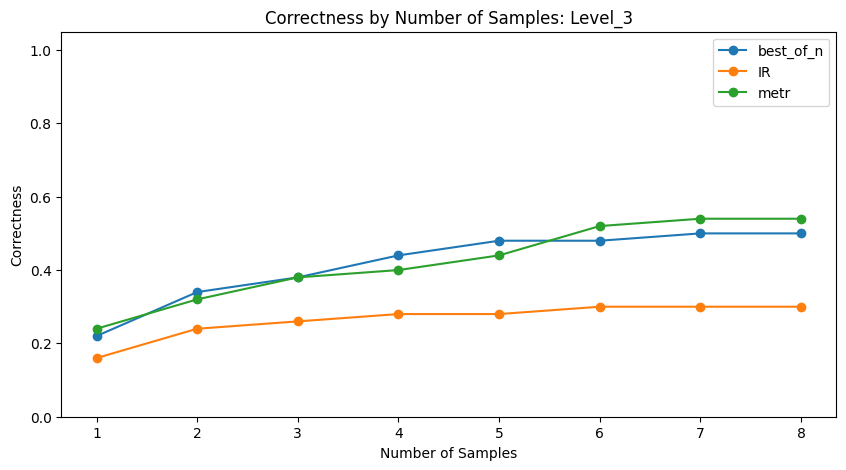 Correctness by Number of Samples: Level_3
best_of_n
IR
metr
Correctness
1.0
0.8
0.6
0.4
0.2
0.0
1 2 3 4 5 6 7 8
Number of Samples